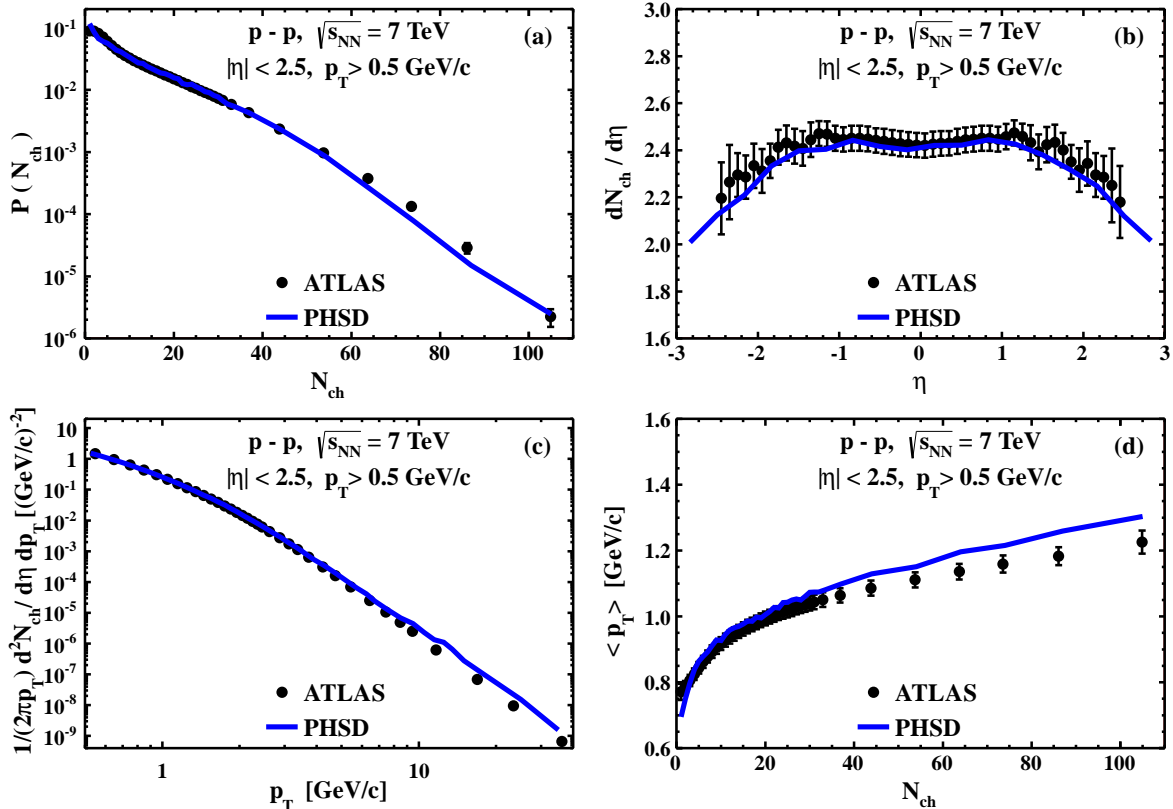 p - p, √s_NN = 7 TeV (a)
|η| < 2.5, p_T > 0.5 GeV/c
P ( N_ch )
10^-1
10^-2
10^-3
10^-4
10^-5
10^-6
ATLAS
PHSD
0 20 40 60 80 100
N_ch
p - p, √s_NN = 7 TeV (b)
|η| < 2.5, p_T > 0.5 GeV/c
dN_ch / dη
3.0
2.8
2.6
2.4
2.2
2.0
1.8
1.6
ATLAS
PHSD
-3 -2 -1 0 1 2 3
η
p - p, √s_NN = 7 TeV (c)
|η| < 2.5, p_T > 0.5 GeV/c
1/(2πp_T) d^2N_ch/ dη dp_T [(GeV/c)^-2]
10
1
10^-1
10^-2
10^-3
10^-4
10^-5
10^-6
10^-7
10^-8
10^-9
ATLAS
PHSD
1 10
p_T [GeV/c]
p - p, √s_NN = 7 TeV (d)
|η| < 2.5, p_T > 0.5 GeV/c
< p_T > [GeV/c]
1.6
1.4
1.2
1.0
0.8
0.6
ATLAS
PHSD
0 20 40 60 80 100
N_ch